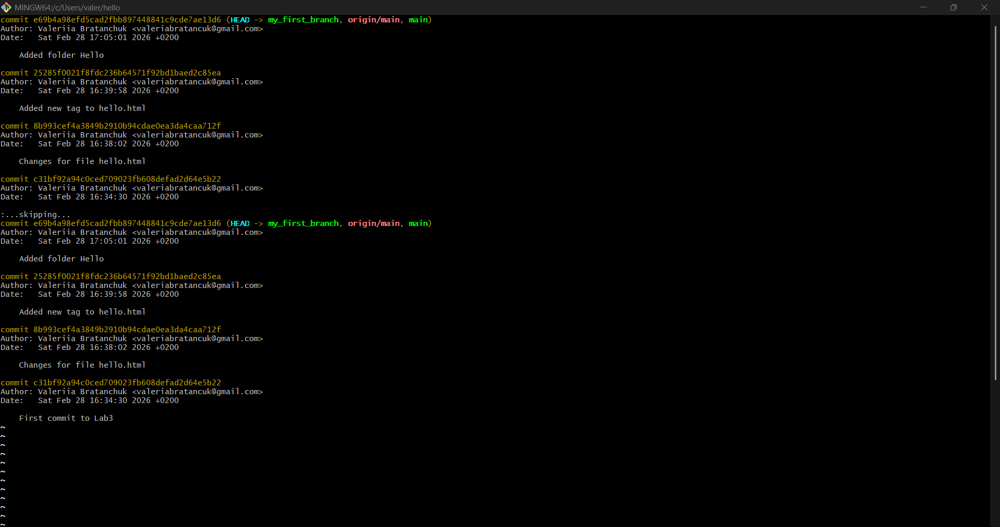 MINGW64:/c/Users/valer/hello
commit e69b4a98efd5cad2fbb897448841c9cde7ae13d6 (HEAD -> my_first_branch, origin/main, main)
Author: Valeriia Bratanchuk <valeriabratancuk@gmail.com>
Date:   Sat Feb 28 17:05:01 2026 +0200
    Added folder Hello
commit 25285f0021f8fdc236b64571f92bd1baed2c85ea
Author: Valeriia Bratanchuk <valeriabratancuk@gmail.com>
Date:   Sat Feb 28 16:39:58 2026 +0200
    Added new tag to hello.html
commit 8b993cef4a3849b2910b94cdae0ea3da4caa712f
Author: Valeriia Bratanchuk <valeriabratancuk@gmail.com>
Date:   Sat Feb 28 16:38:02 2026 +0200
    Changes for file hello.html
commit c31bf92a94c0ced709023fb608defad2d64e5b22
Author: Valeriia Bratanchuk <valeriabratancuk@gmail.com>
Date:   Sat Feb 28 16:34:30 2026 +0200
:...skipping...
commit e69b4a98efd5cad2fbb897448841c9cde7ae13d6 (HEAD -> my_first_branch, origin/main, main)
Author: Valeriia Bratanchuk <valeriabratancuk@gmail.com>
Date:   Sat Feb 28 17:05:01 2026 +0200
    Added folder Hello
commit 25285f0021f8fdc236b64571f92bd1baed2c85ea
Author: Valeriia Bratanchuk <valeriabratancuk@gmail.com>
Date:   Sat Feb 28 16:39:58 2026 +0200
    Added new tag to hello.html
commit 8b993cef4a3849b2910b94cdae0ea3da4caa712f
Author: Valeriia Bratanchuk <valeriabratancuk@gmail.com>
Date:   Sat Feb 28 16:38:02 2026 +0200
    Changes for file hello.html
commit c31bf92a94c0ced709023fb608defad2d64e5b22
Author: Valeriia Bratanchuk <valeriabratancuk@gmail.com>
Date:   Sat Feb 28 16:34:30 2026 +0200
    First commit to Lab3
~
~
~
~
~
~
~
~
~
~
~
~